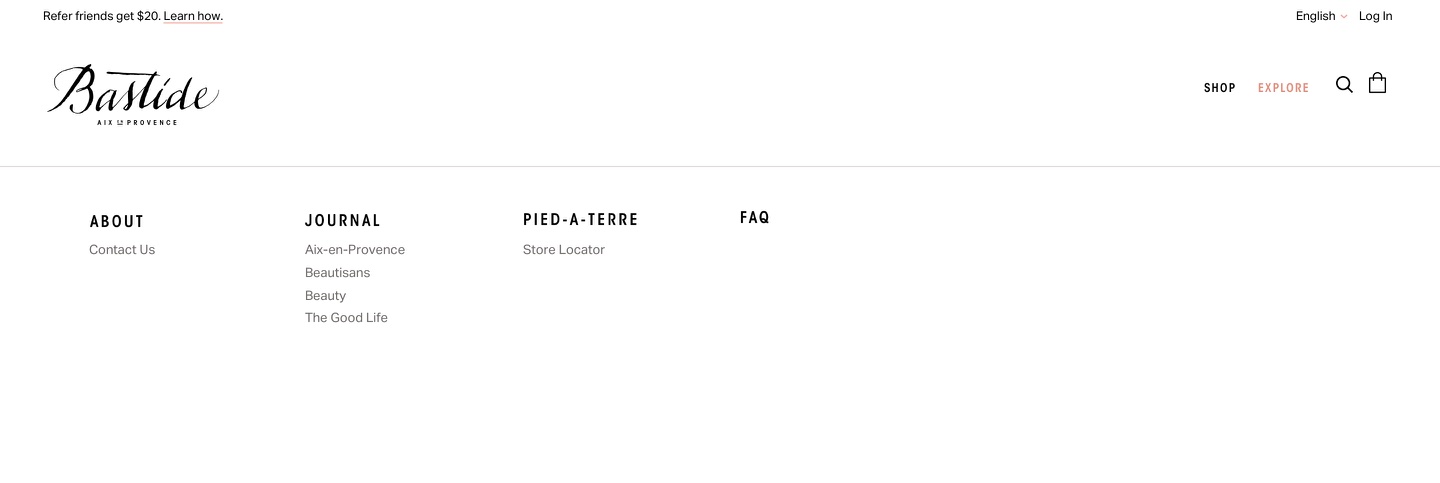 Refer friends get $20. Learn how.
English Log In
Bastide
AIX EN PROVENCE
SHOP EXPLORE
ABOUT
Contact Us
JOURNAL
Aix-en-Provence
Beautisans
Beauty
The Good Life
PIED-A-TERRE
Store Locator
FAQ